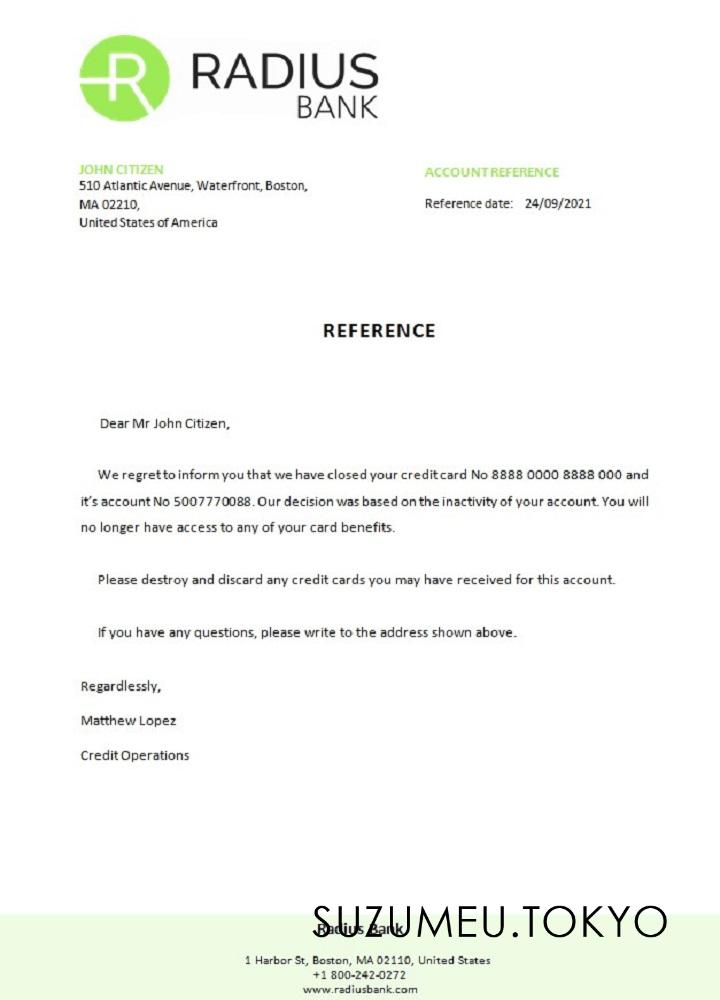 RADIUS
BANK
JOHN CITIZEN
510 Atlantic Avenue, Waterfront, Boston,
MA 02210,
United States of America
ACCOUNT REFERENCE
Reference date: 24/09/2021
REFERENCE
Dear Mr John Citizen,
We regret to inform you that we have closed your credit card No 8888 0000 8888 000 and
it's account No 5007770088. Our decision was based on the inactivity of your account. You will
no longer have access to any of your card benefits.
Please destroy and discard any credit cards you may have received for this account.
If you have any questions, please write to the address shown above.
Regardlessly,
Matthew Lopez
Credit Operations
SUZUMEU.TOKYO
Radius Bank
1 Harbor St, Boston, MA 02110, United States
+1 800-242-0272
www.radiusbank.com